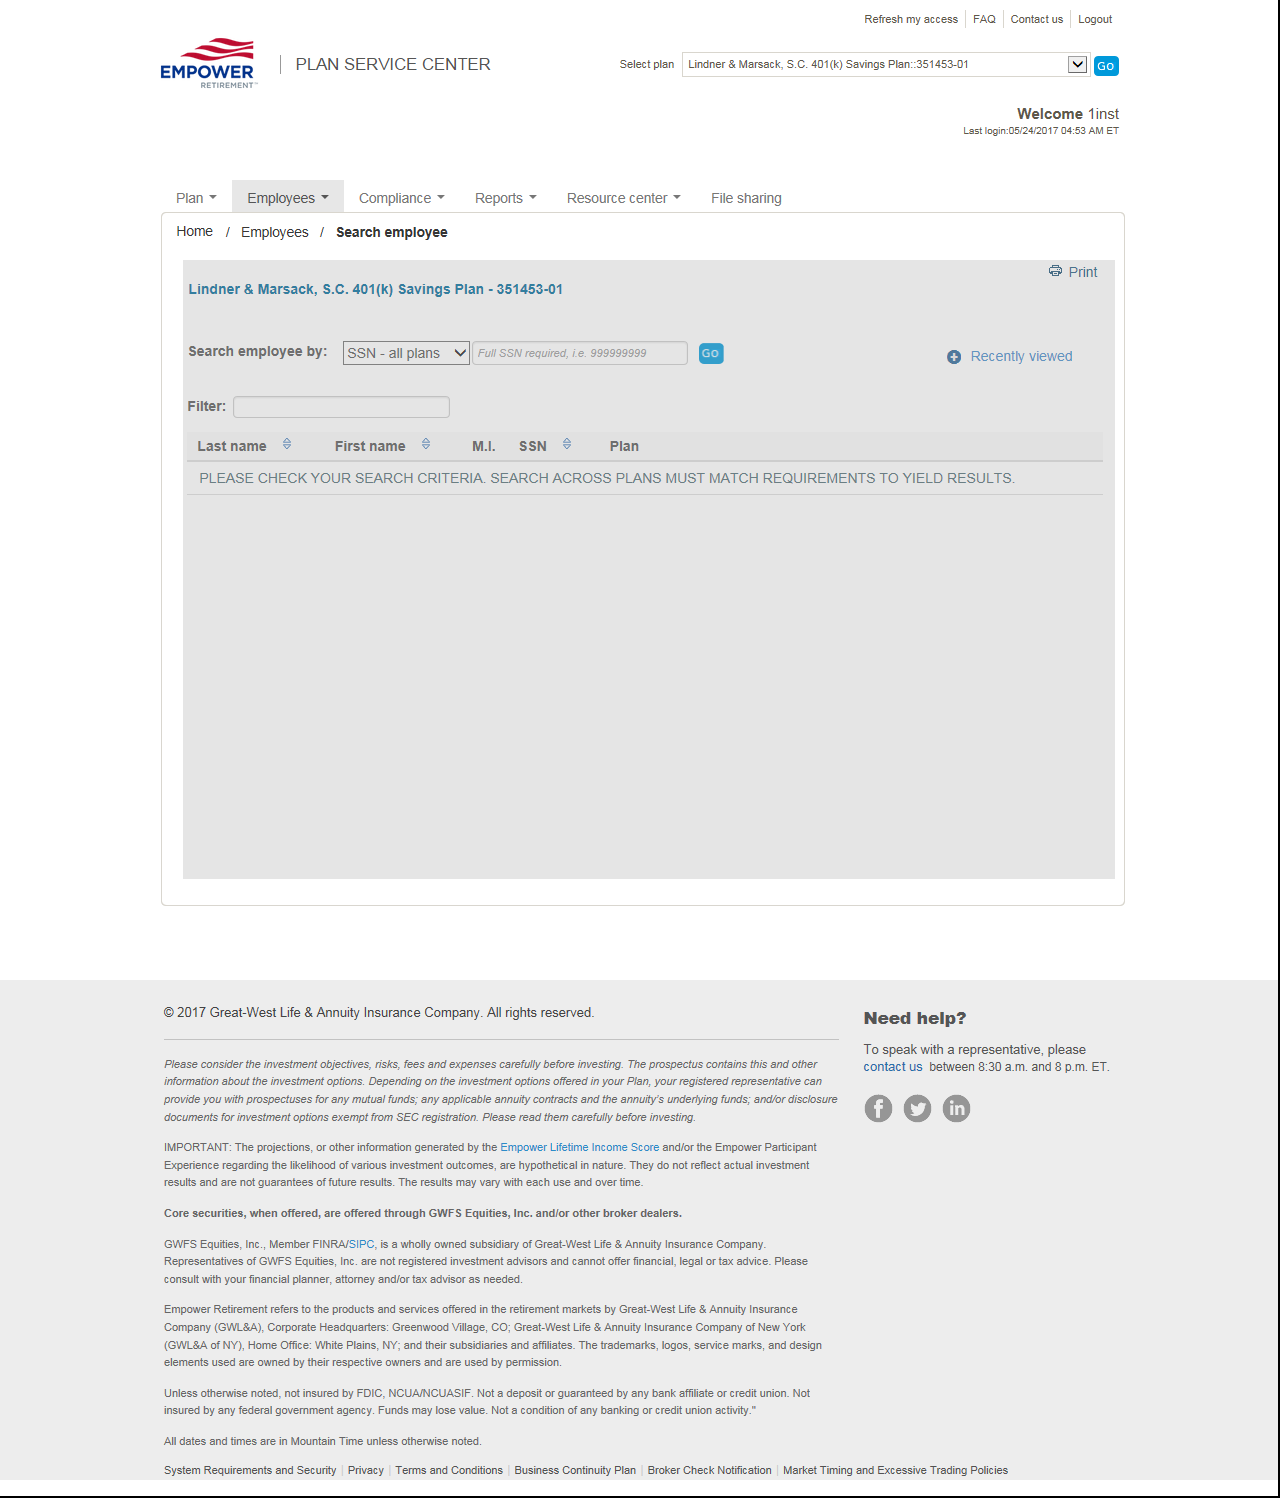 Refresh my access FAQ Contact us Logout
EMPOWER
RETIREMENT™
PLAN SERVICE CENTER
Select plan Lindner & Marsack, S.C. 401(k) Savings Plan::351453-01 Go
Welcome 1inst
Last login:05/24/2017 04:53 AM ET
Plan Employees Compliance Reports Resource center File sharing
Home / Employees / Search employee
Print
Lindner & Marsack, S.C. 401(k) Savings Plan - 351453-01
Search employee by: SSN - all plans Full SSN required, i.e. 999999999 Go
Recently viewed
Filter:
Last name First name M.I. SSN Plan
PLEASE CHECK YOUR SEARCH CRITERIA. SEARCH ACROSS PLANS MUST MATCH REQUIREMENTS TO YIELD RESULTS.
© 2017 Great-West Life & Annuity Insurance Company. All rights reserved.
Please consider the investment objectives, risks, fees and expenses carefully before investing. The prospectus contains this and other
information about the investment options. Depending on the investment options offered in your Plan, your registered representative can
provide you with prospectuses for any mutual funds; any applicable annuity contracts and the annuity's underlying funds; and/or disclosure
documents for investment options exempt from SEC registration. Please read them carefully before investing.
IMPORTANT: The projections, or other information generated by the Empower Lifetime Income Score and/or the Empower Participant
Experience regarding the likelihood of various investment outcomes, are hypothetical in nature. They do not reflect actual investment
results and are not guarantees of future results. The results may vary with each use and over time.
Core securities, when offered, are offered through GWFS Equities, Inc. and/or other broker dealers.
GWFS Equities, Inc., Member FINRA/SIPC, is a wholly owned subsidiary of Great-West Life & Annuity Insurance Company.
Representatives of GWFS Equities, Inc. are not registered investment advisors and cannot offer financial, legal or tax advice. Please
consult with your financial planner, attorney and/or tax advisor as needed.
Empower Retirement refers to the products and services offered in the retirement markets by Great-West Life & Annuity Insurance
Company (GWL&A), Corporate Headquarters: Greenwood Village, CO; Great-West Life & Annuity Insurance Company of New York
(GWL&A of NY), Home Office: White Plains, NY; and their subsidiaries and affiliates. The trademarks, logos, service marks, and design
elements used are owned by their respective owners and are used by permission.
Unless otherwise noted, not insured by FDIC, NCUA/NCUASIF. Not a deposit or guaranteed by any bank affiliate or credit union. Not
insured by any federal government agency. Funds may lose value. Not a condition of any banking or credit union activity."
All dates and times are in Mountain Time unless otherwise noted.
System Requirements and Security | Privacy | Terms and Conditions | Business Continuity Plan | Broker Check Notification | Market Timing and Excessive Trading Policies
Need help?
To speak with a representative, please
contact us between 8:30 a.m. and 8 p.m. ET.